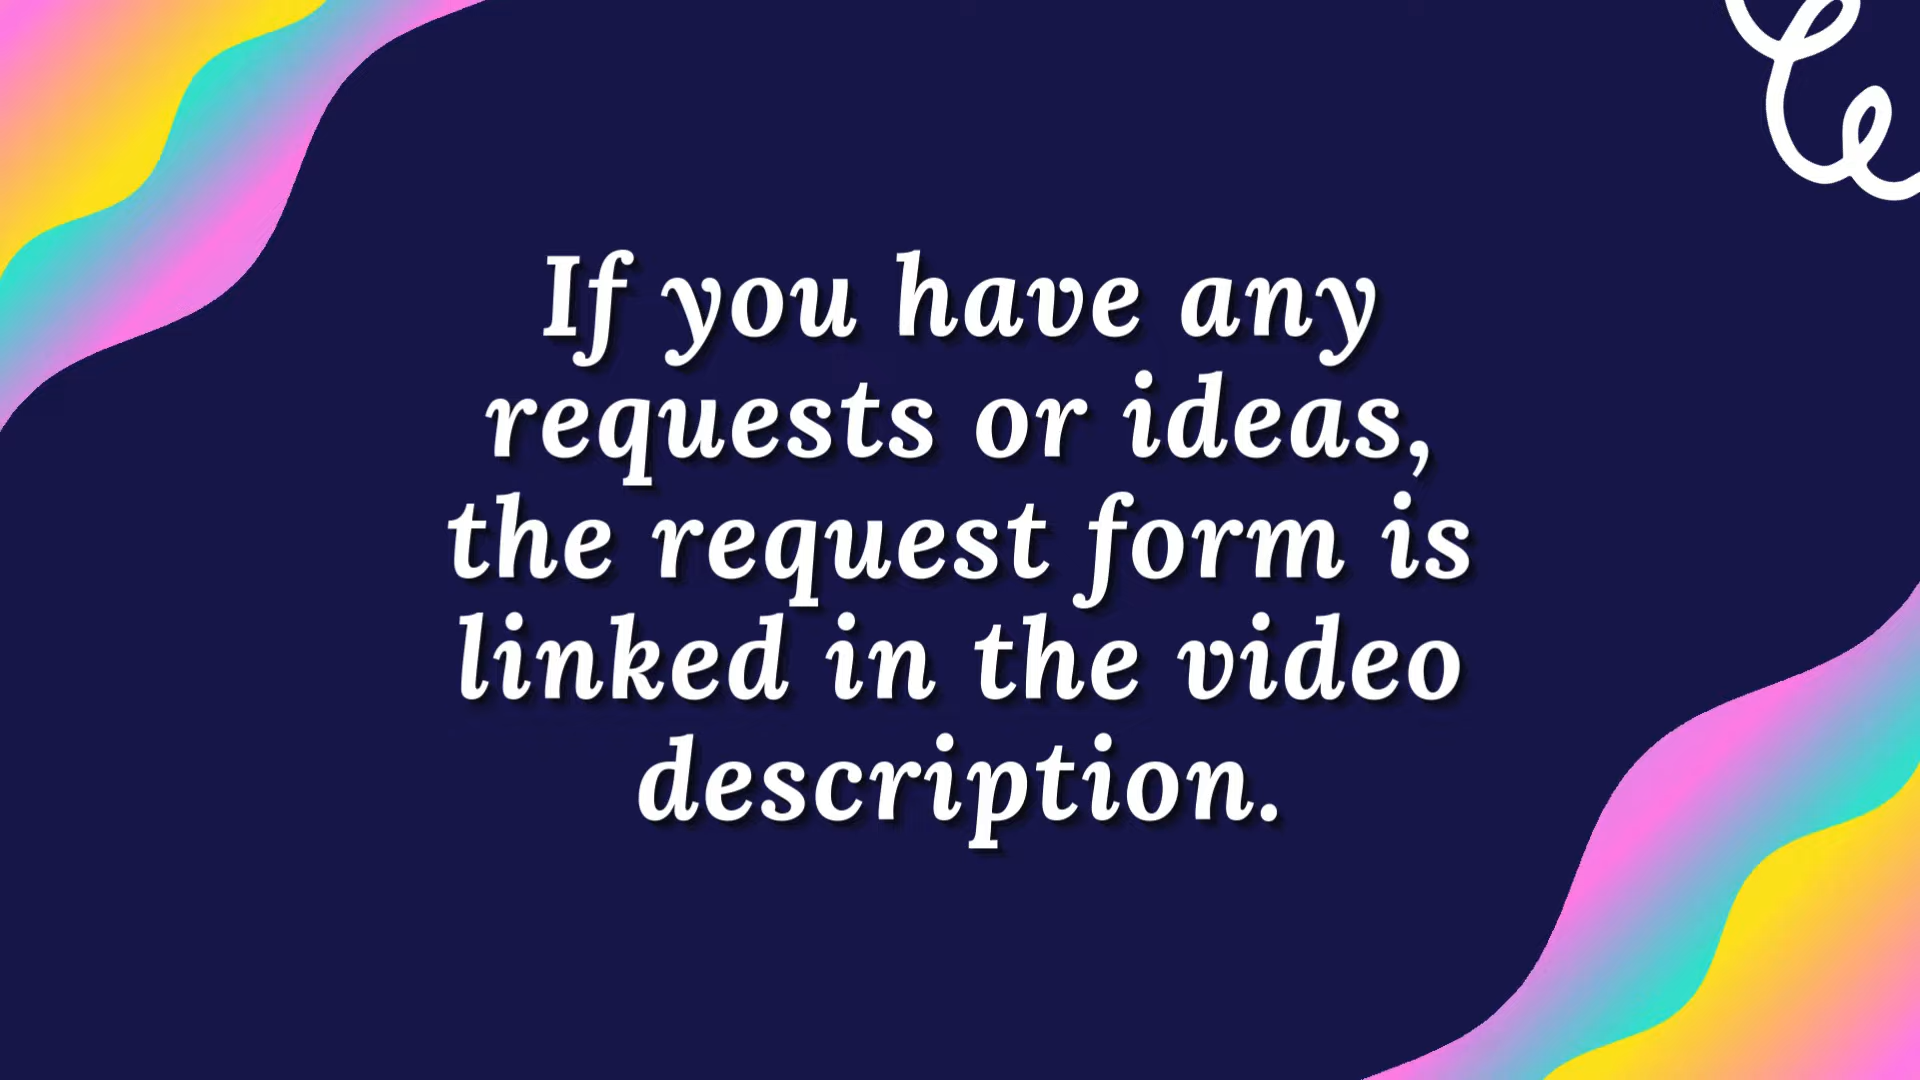 If you have any
requests or ideas,
the request form is
linked in the video
description.